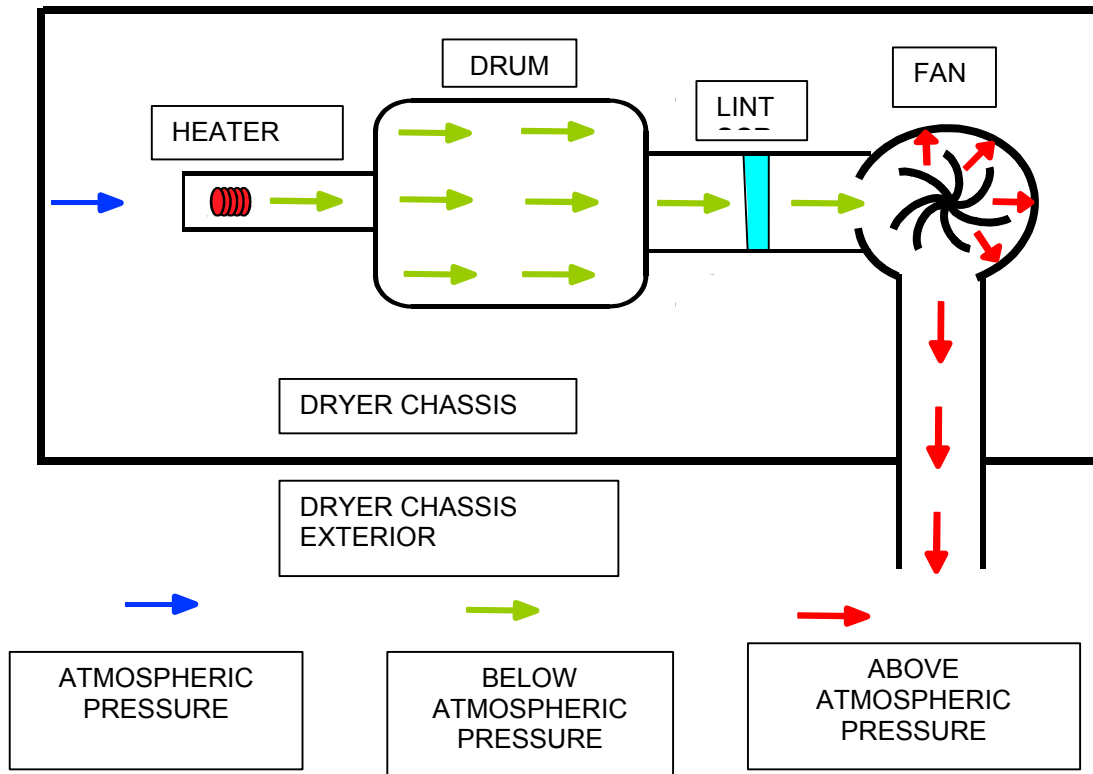 DRUM
FAN
LINT
HEATER
DRYER CHASSIS
DRYER CHASSIS
EXTERIOR
ATMOSPHERIC
PRESSURE
BELOW
ATMOSPHERIC
PRESSURE
ABOVE
ATMOSPHERIC
PRESSURE